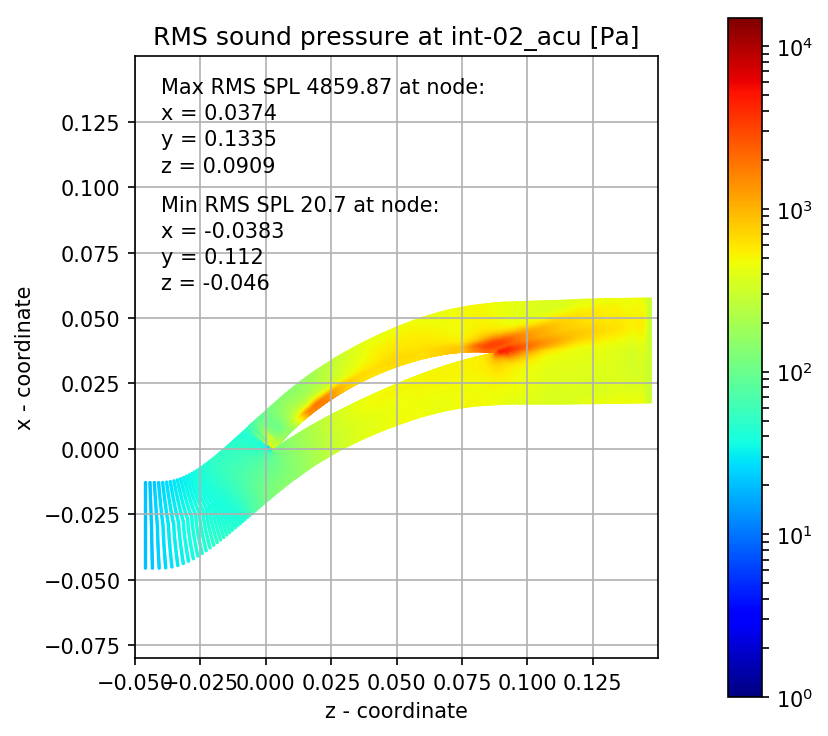 RMS sound pressure at int-02_acu [Pa]
Max RMS SPL 4859.87 at node:
x = 0.0374
y = 0.1335
z = 0.0909
Min RMS SPL 20.7 at node:
x = -0.0383
y = 0.112
z = -0.046
x - coordinate
0.125
0.100
0.075
0.050
0.025
0.000
−0.025
−0.050
−0.075
−0.050 −0.025 0.000 0.025 0.050 0.075 0.100 0.125
z - coordinate
10⁴
10³
10²
10¹
10⁰